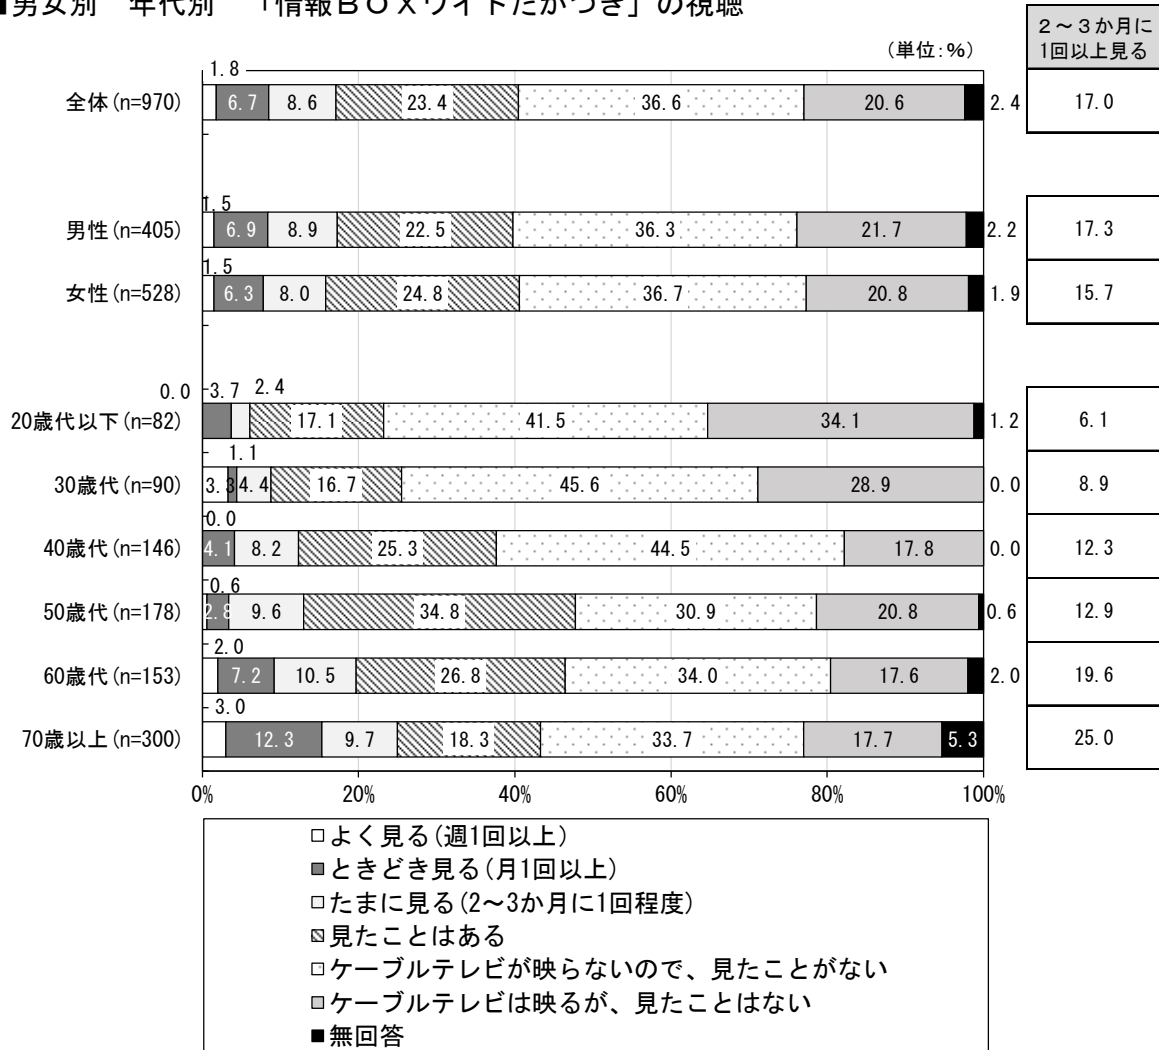 ■男女別 年代別 「情報ＢＯＸワイドたかつき」の視聴
(単位:%)
２～３か月に
1回以上見る
1.8
全体(n=970) 6.7 8.6 23.4 36.6 20.6 2.4 17.0
1.5
男性(n=405) 6.9 8.9 22.5 36.3 21.7 2.2 17.3
1.5
女性(n=528) 6.3 8.0 24.8 36.7 20.8 1.9 15.7
0.0 3.7 2.4
20歳代以下(n=82) 17.1 41.5 34.1 1.2 6.1
1.1
30歳代(n=90) 3.3 4.4 16.7 45.6 28.9 0.0 8.9
0.0
40歳代(n=146) 4.1 8.2 25.3 44.5 17.8 0.0 12.3
0.6
50歳代(n=178) 2.8 9.6 34.8 30.9 20.8 0.6 12.9
2.0
60歳代(n=153) 7.2 10.5 26.8 34.0 17.6 2.0 19.6
3.0
70歳以上(n=300) 12.3 9.7 18.3 33.7 17.7 5.3 25.0
0% 20% 40% 60% 80% 100%
よく見る(週1回以上)
ときどき見る(月1回以上)
たまに見る(2～3か月に1回程度)
見たことはある
ケーブルテレビが映らないので、見たことがない
ケーブルテレビは映るが、見たことはない
無回答